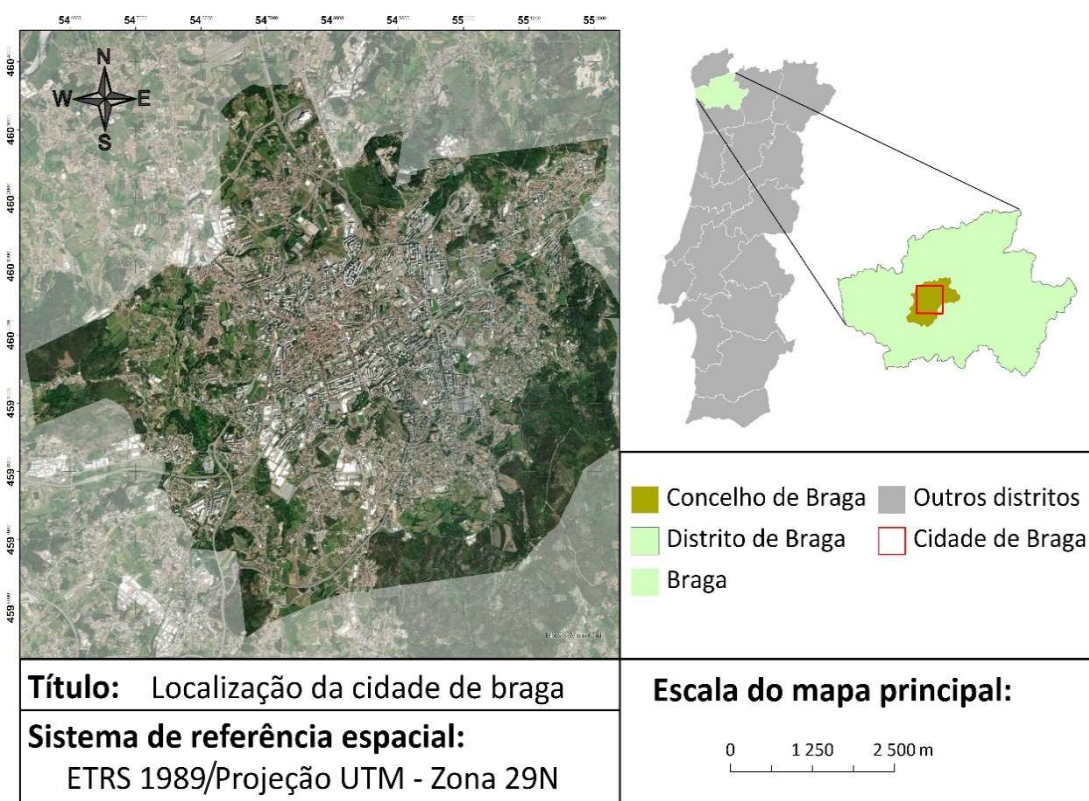 N
W E
S
Concelho de Braga
Outros distritos
Distrito de Braga
Cidade de Braga
Braga
Título: Localização da cidade de braga
Escala do mapa principal:
Sistema de referência espacial:
ETRS 1989/Projeção UTM - Zona 29N
0 1 250 2 500 m